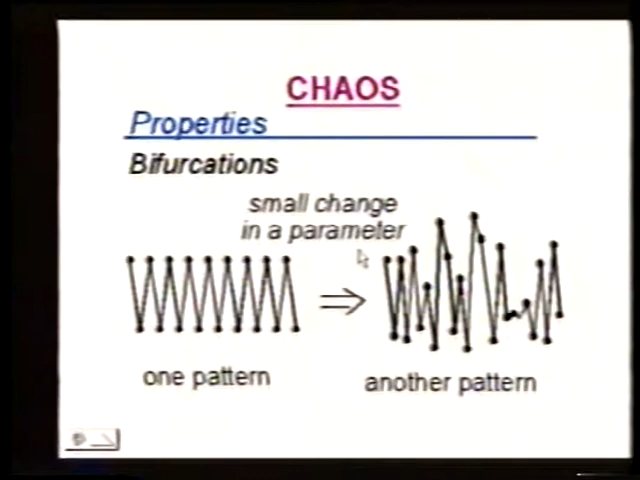 CHAOS
Properties
Bifurcations
small change
in a parameter
one pattern
another pattern